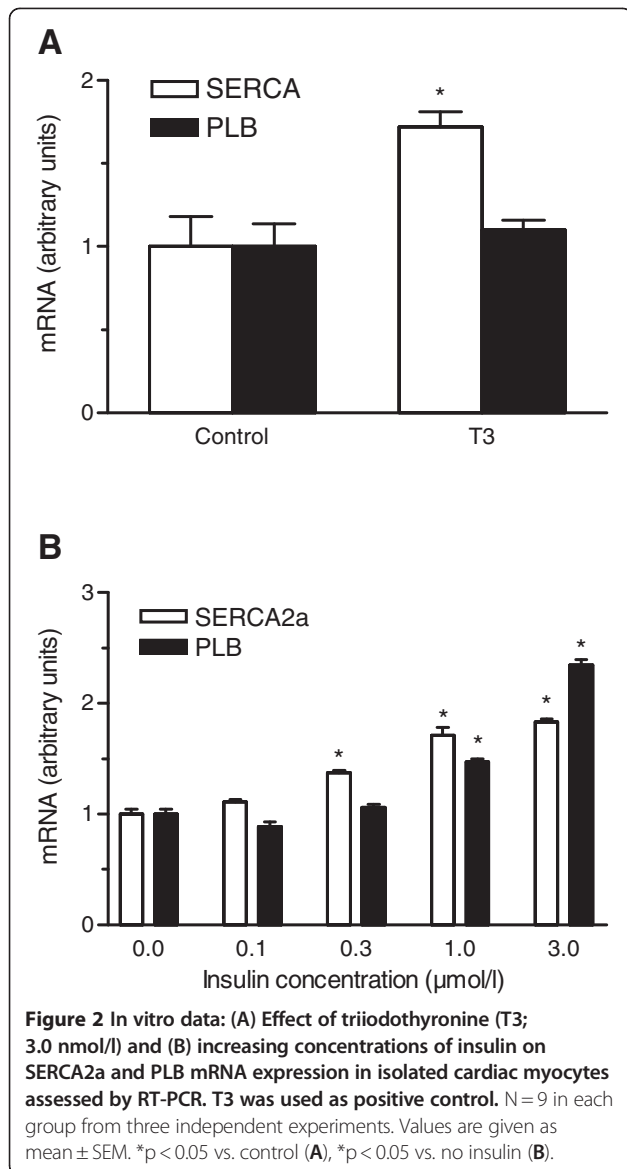 A
2
SERCA
PLB
*
mRNA (arbitrary units)
1
0
Control T3
B
3
SERCA2a
PLB
*
*
*
*
*
mRNA (arbitrary units)
2
1
0
0.0 0.1 0.3 1.0 3.0
Insulin concentration (µmol/l)
Figure 2 In vitro data: (A) Effect of triiodothyronine (T3;
3.0 nmol/l) and (B) increasing concentrations of insulin on
SERCA2a and PLB mRNA expression in isolated cardiac myocytes
assessed by RT-PCR. T3 was used as positive control. N = 9 in each
group from three independent experiments. Values are given as
mean ± SEM. *p < 0.05 vs. control (A), *p < 0.05 vs. no insulin (B).